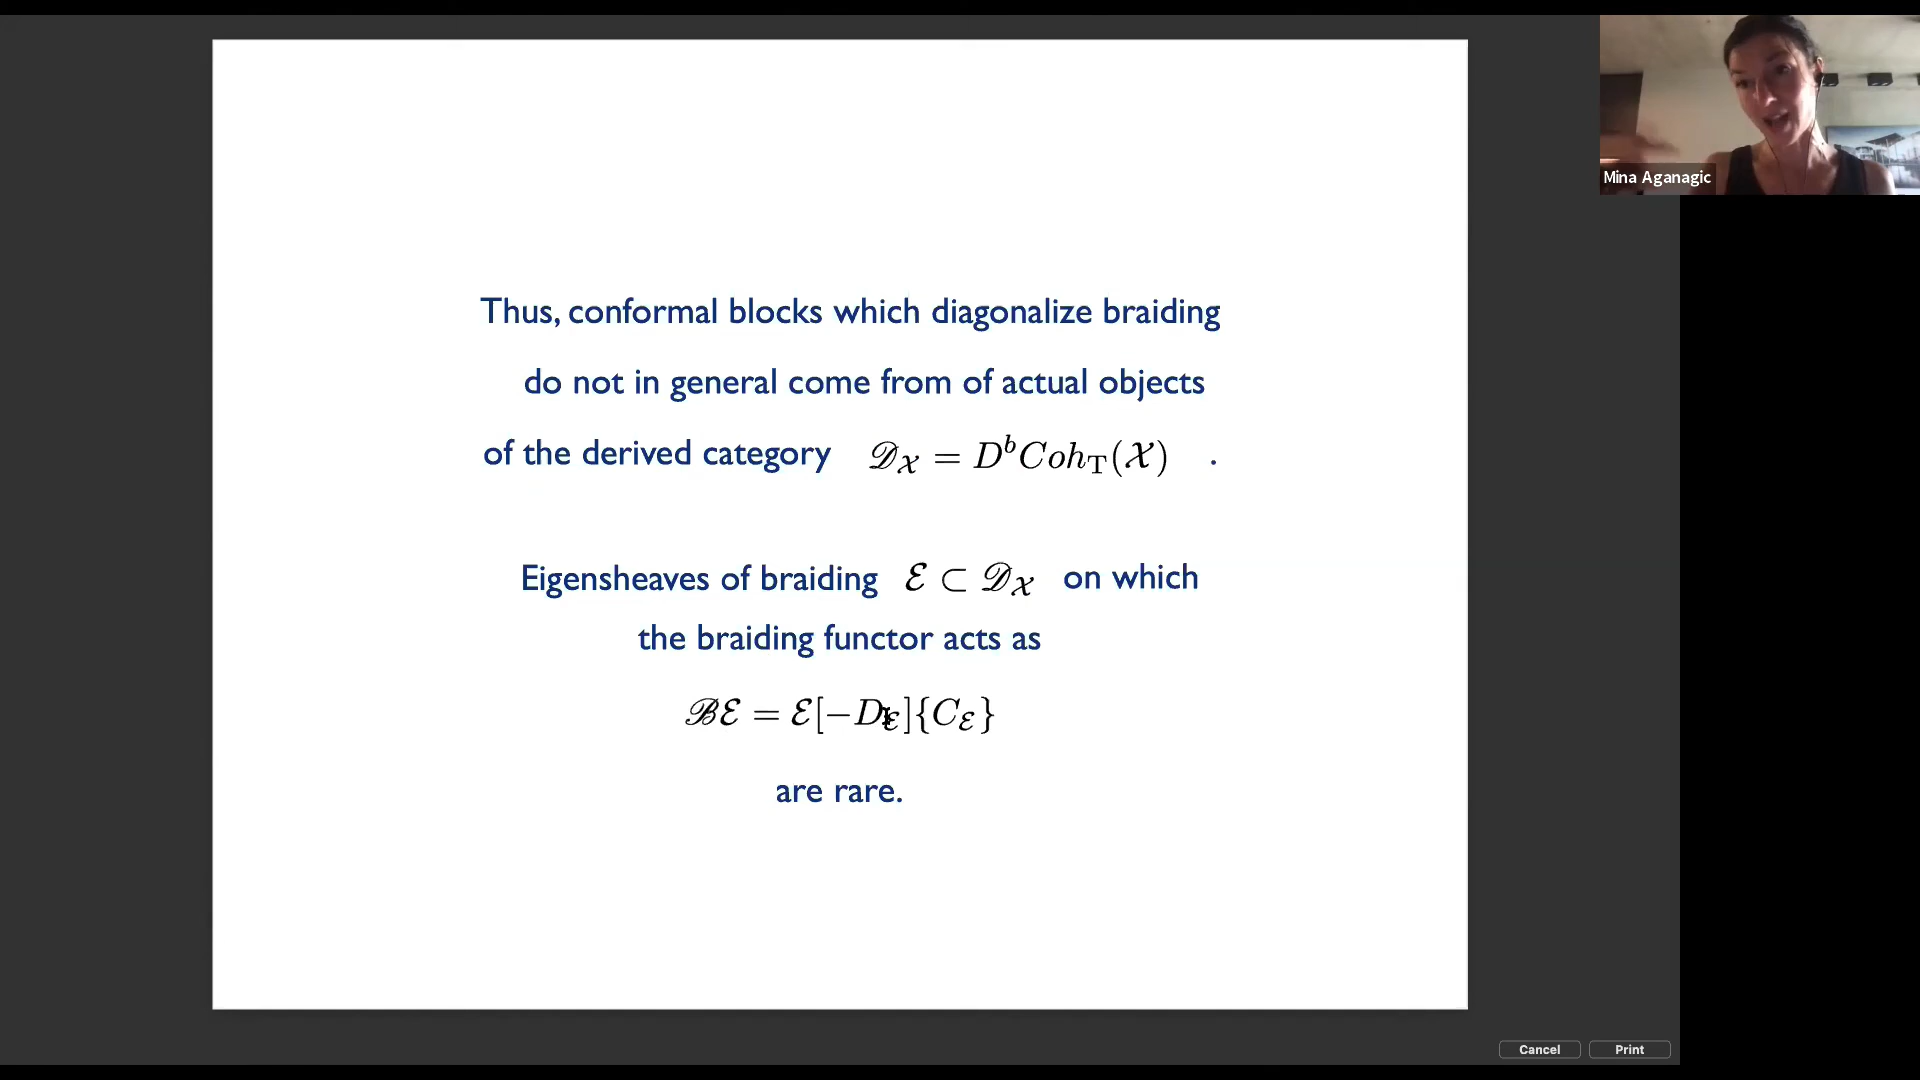 Mina Aganagic
Thus, conformal blocks which diagonalize braiding
do not in general come from of actual objects
of the derived category 𝒟_𝒳 = D^b Coh_T(𝒳) .
Eigensheaves of braiding ℰ ⊂ 𝒟_𝒳 on which
the braiding functor acts as
ℬℰ = ℰ[−D_ℰ]{C_ℰ}
are rare.
Cancel Print